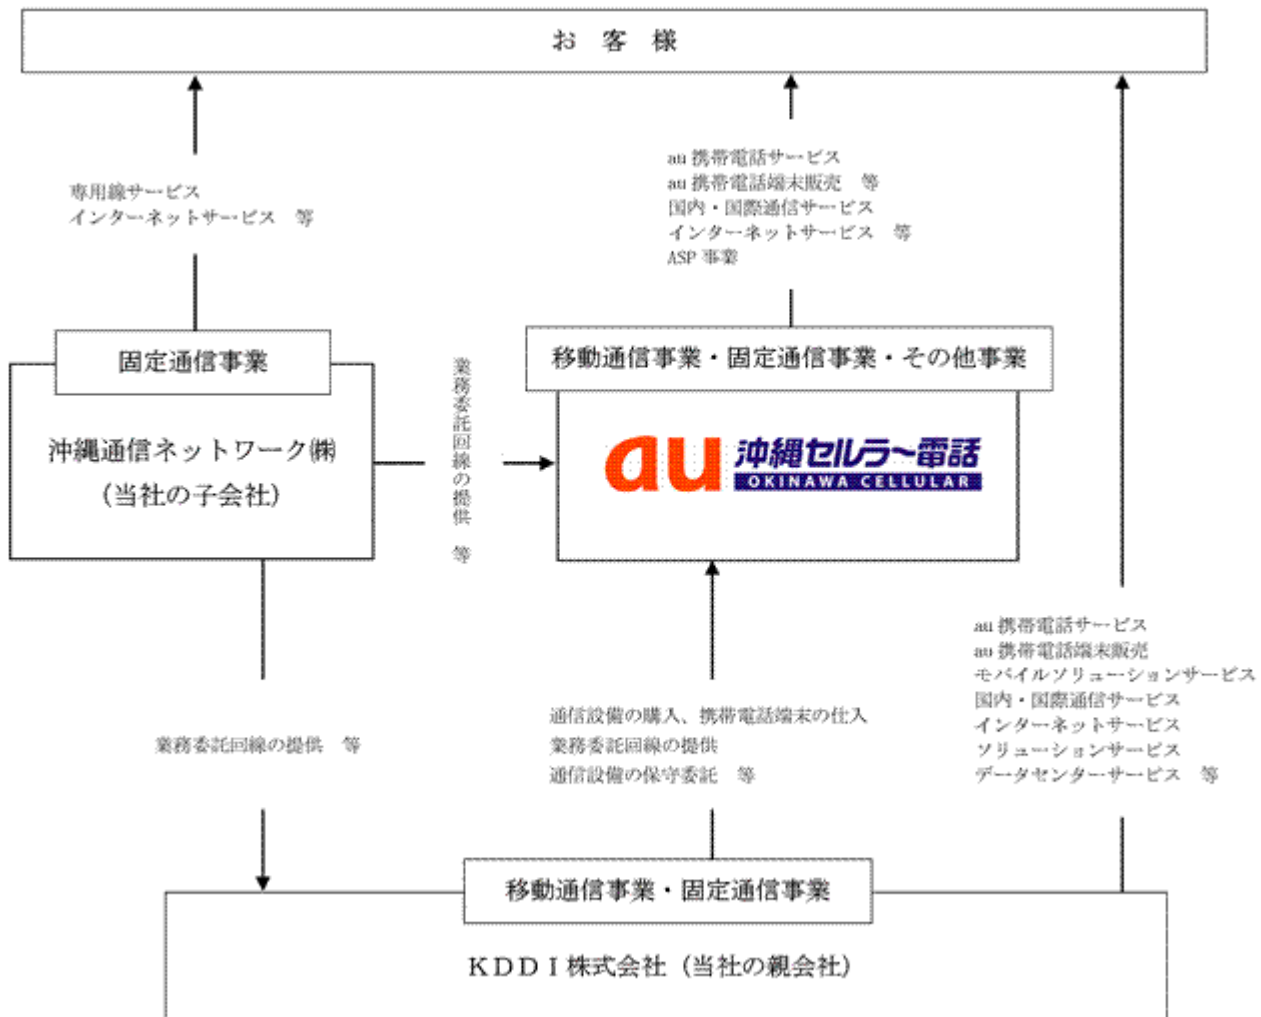 お 客 様
専用線サービス
インターネットサービス 等
au 携帯電話サービス
au 携帯電話端末販売 等
国内・国際通信サービス
インターネットサービス 等
ASP 事業
固定通信事業
沖縄通信ネットワーク㈱
(当社の子会社)
業務委託回線の提供 等
移動通信事業・固定通信事業・その他事業
au 沖縄セルラー電話
OKINAWA CELLULAR
業務委託回線の提供 等
通信設備の購入、携帯電話端末の仕入
業務委託回線の提供
通信設備の保守委託 等
au 携帯電話サービス
au 携帯電話端末販売
モバイルソリューションサービス
国内・国際通信サービス
インターネットサービス
ソリューションサービス
データセンターサービス 等
移動通信事業・固定通信事業
KDDI株式会社(当社の親会社)